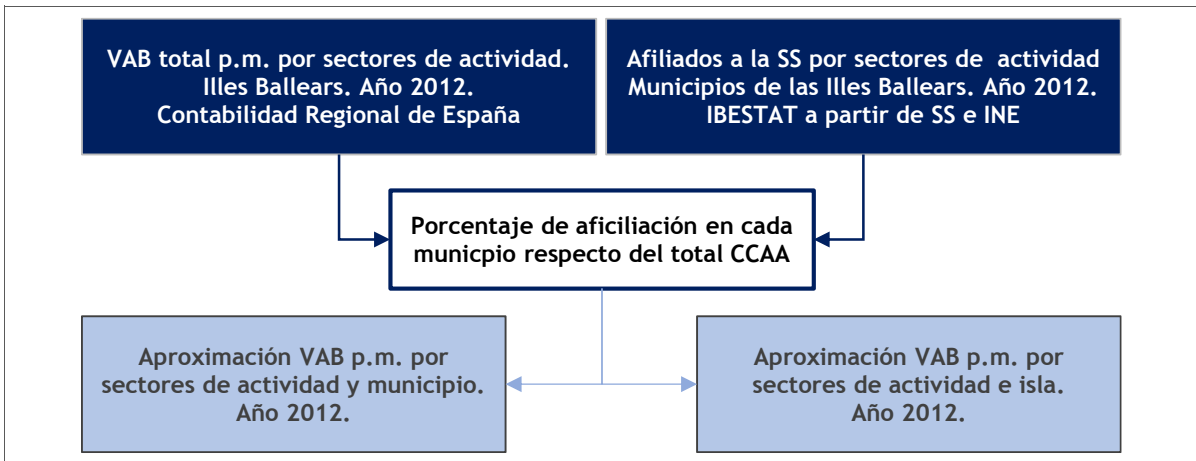 VAB total p.m. por sectores de actividad.
Illes Ballears. Año 2012.
Contabilidad Regional de España
Afiliados a la SS por sectores de actividad
Municipios de las Illes Ballears. Año 2012.
IBESTAT a partir de SS e INE
Porcentaje de aficiliación en cada
municpio respecto del total CCAA
Aproximación VAB p.m. por
sectores de actividad y municipio.
Año 2012.
Aproximación VAB p.m. por
sectores de actividad e isla.
Año 2012.